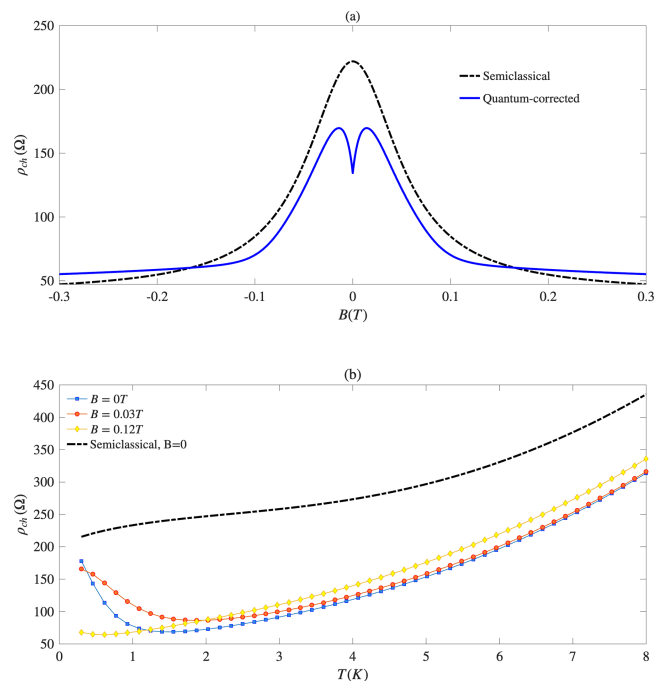 (a)
250
200
150
100
50
ρch(Ω)
Semiclassical
Quantum-corrected
-0.3 -0.2 -0.1 0 0.1 0.2 0.3
B(T)
(b)
450
400
350
300
250
200
150
100
50
ρch(Ω)
B = 0T
B = 0.03T
B = 0.12T
Semiclassical, B=0
0 1 2 3 4 5 6 7 8
T(K)